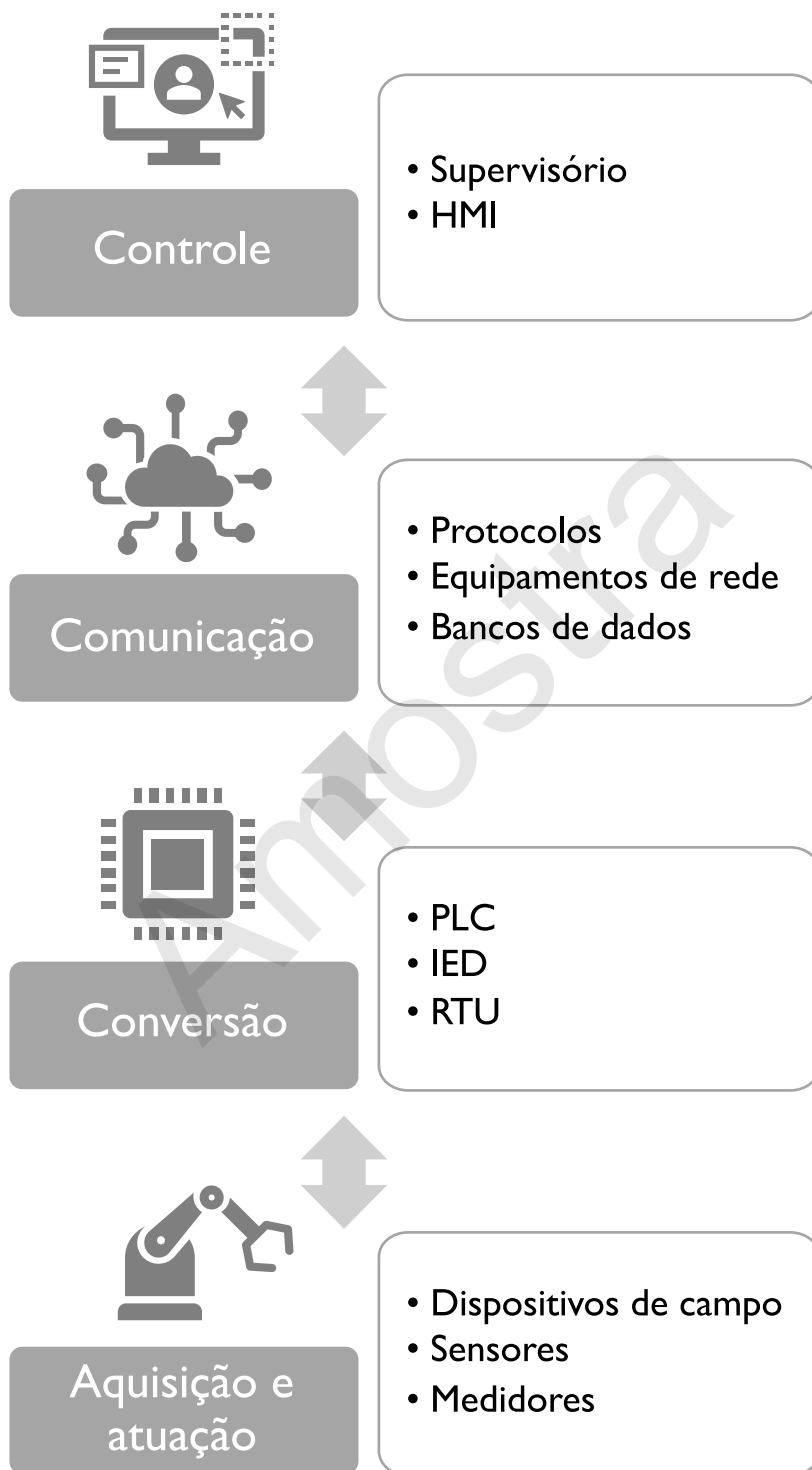 Controle
• Supervisório
• HMI
Comunicação
• Protocolos
• Equipamentos de rede
• Bancos de dados
Conversão
• PLC
• IED
• RTU
Aquisição e
atuação
• Dispositivos de campo
• Sensores
• Medidores
Amostra